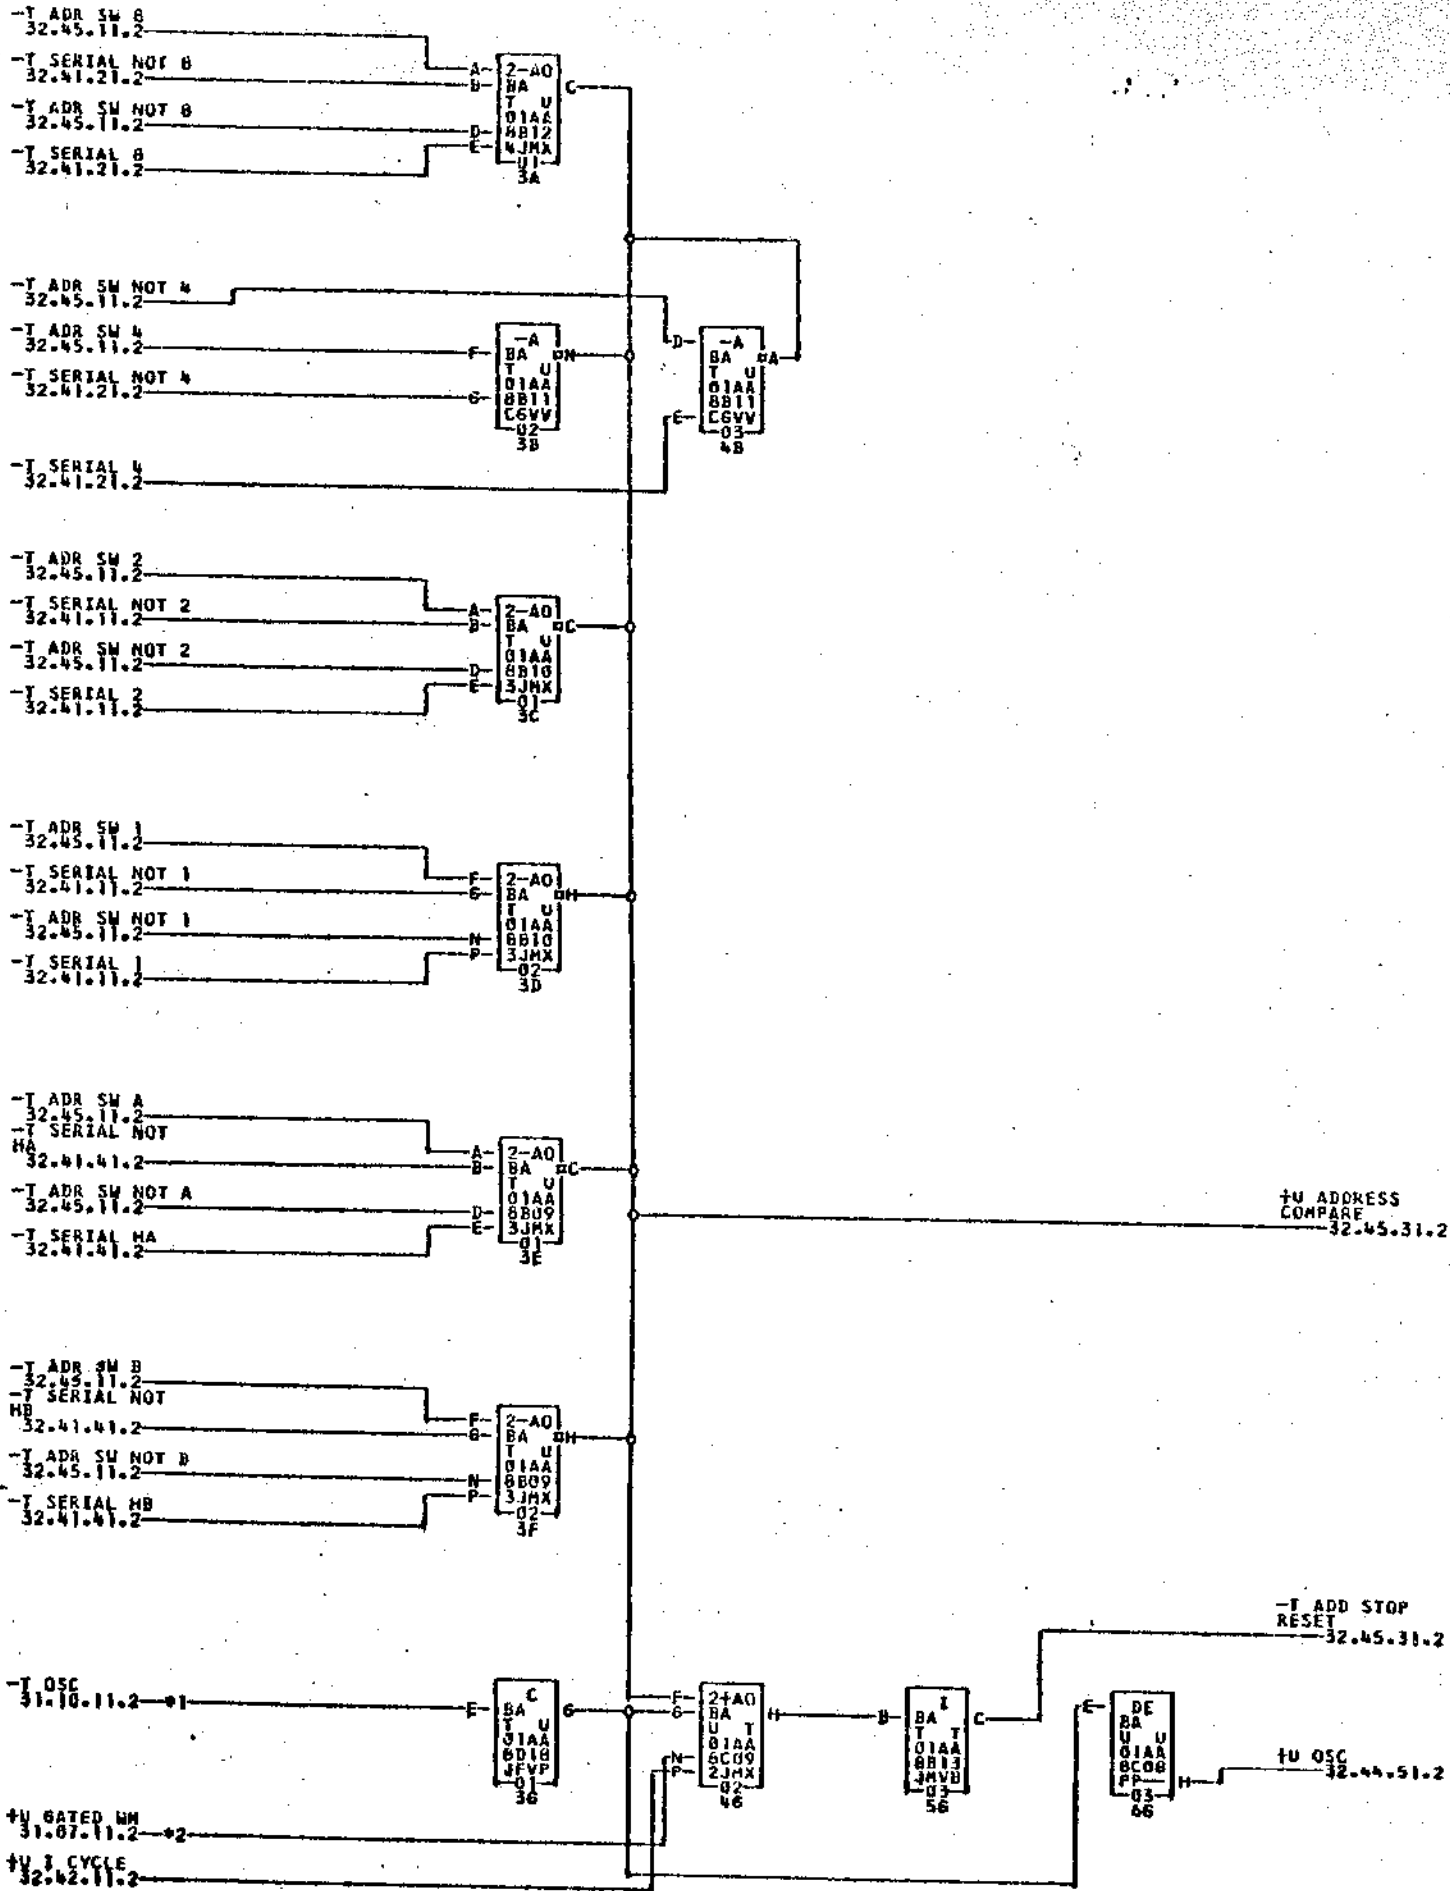 -T ADR SW 8
32.45.11.2
-T SERIAL NOT 8
32.41.21.2
-T ADR SW NOT 8
32.45.11.2
-T SERIAL 8
32.41.21.2
A
B
D
E
2-AO
BA C
T U
01AA
8B12
4JMX
01
3A
-T ADR SW NOT 4
32.45.11.2
-T ADR SW 4
32.45.11.2
-T SERIAL NOT 4
32.41.21.2
-T SERIAL 4
32.41.21.2
F
G
-A
BA ¤N
T U
01AA
8B11
CGVV
02
3B
D
E
-A
BA ¤A
T U
01AA
8B11
CGVV
03
4B
-T ADR SW 2
32.45.11.2
-T SERIAL NOT 2
32.41.11.2
-T ADR SW NOT 2
32.45.11.2
-T SERIAL 2
32.41.11.2
A
B
D
E
2-AO
BA ¤C
T U
01AA
8B10
3JMX
01
3C
-T ADR SW 1
32.45.11.2
-T SERIAL NOT 1
32.41.11.2
-T ADR SW NOT 1
32.45.11.2
-T SERIAL 1
32.41.11.2
F
G
N
P
2-AO
BA ¤H
T U
01AA
8B10
3JMX
02
3D
-T ADR SW A
32.45.11.2
-T SERIAL NOT
HA
32.41.41.2
-T ADR SW NOT A
32.45.11.2
-T SERIAL HA
32.41.41.2
A
B
D
E
2-AO
BA ¤C
T U
01AA
8B09
3JMX
01
3E
+U ADDRESS
COMPARE
32.45.31.2
-T ADR SW B
32.45.11.2
-T SERIAL NOT
HB
32.41.41.2
-T ADR SW NOT B
32.45.11.2
-T SERIAL HB
32.41.41.2
F
G
N
P
2-AO
BA ¤H
T U
01AA
8B09
3JMX
02
3F
-T ADD STOP
RESET
32.45.31.2
-T OSC
31.10.11.2 *1
E
C
BA G
T U
01AA
6D18
JFVP
01
3G
F
G
N
P
2+AO
BA H
U T
01AA
6C09
2JMX
02
4G
B
I
BA C
T T
01AA
8B13
JMVB
03
5G
E
DE
BA
U U
01AA
8C08
PP-- H
03
6G
+U OSC
32.44.51.2
+U GATED WM
31.07.11.2 *2
+U I CYCLE
32.42.11.2